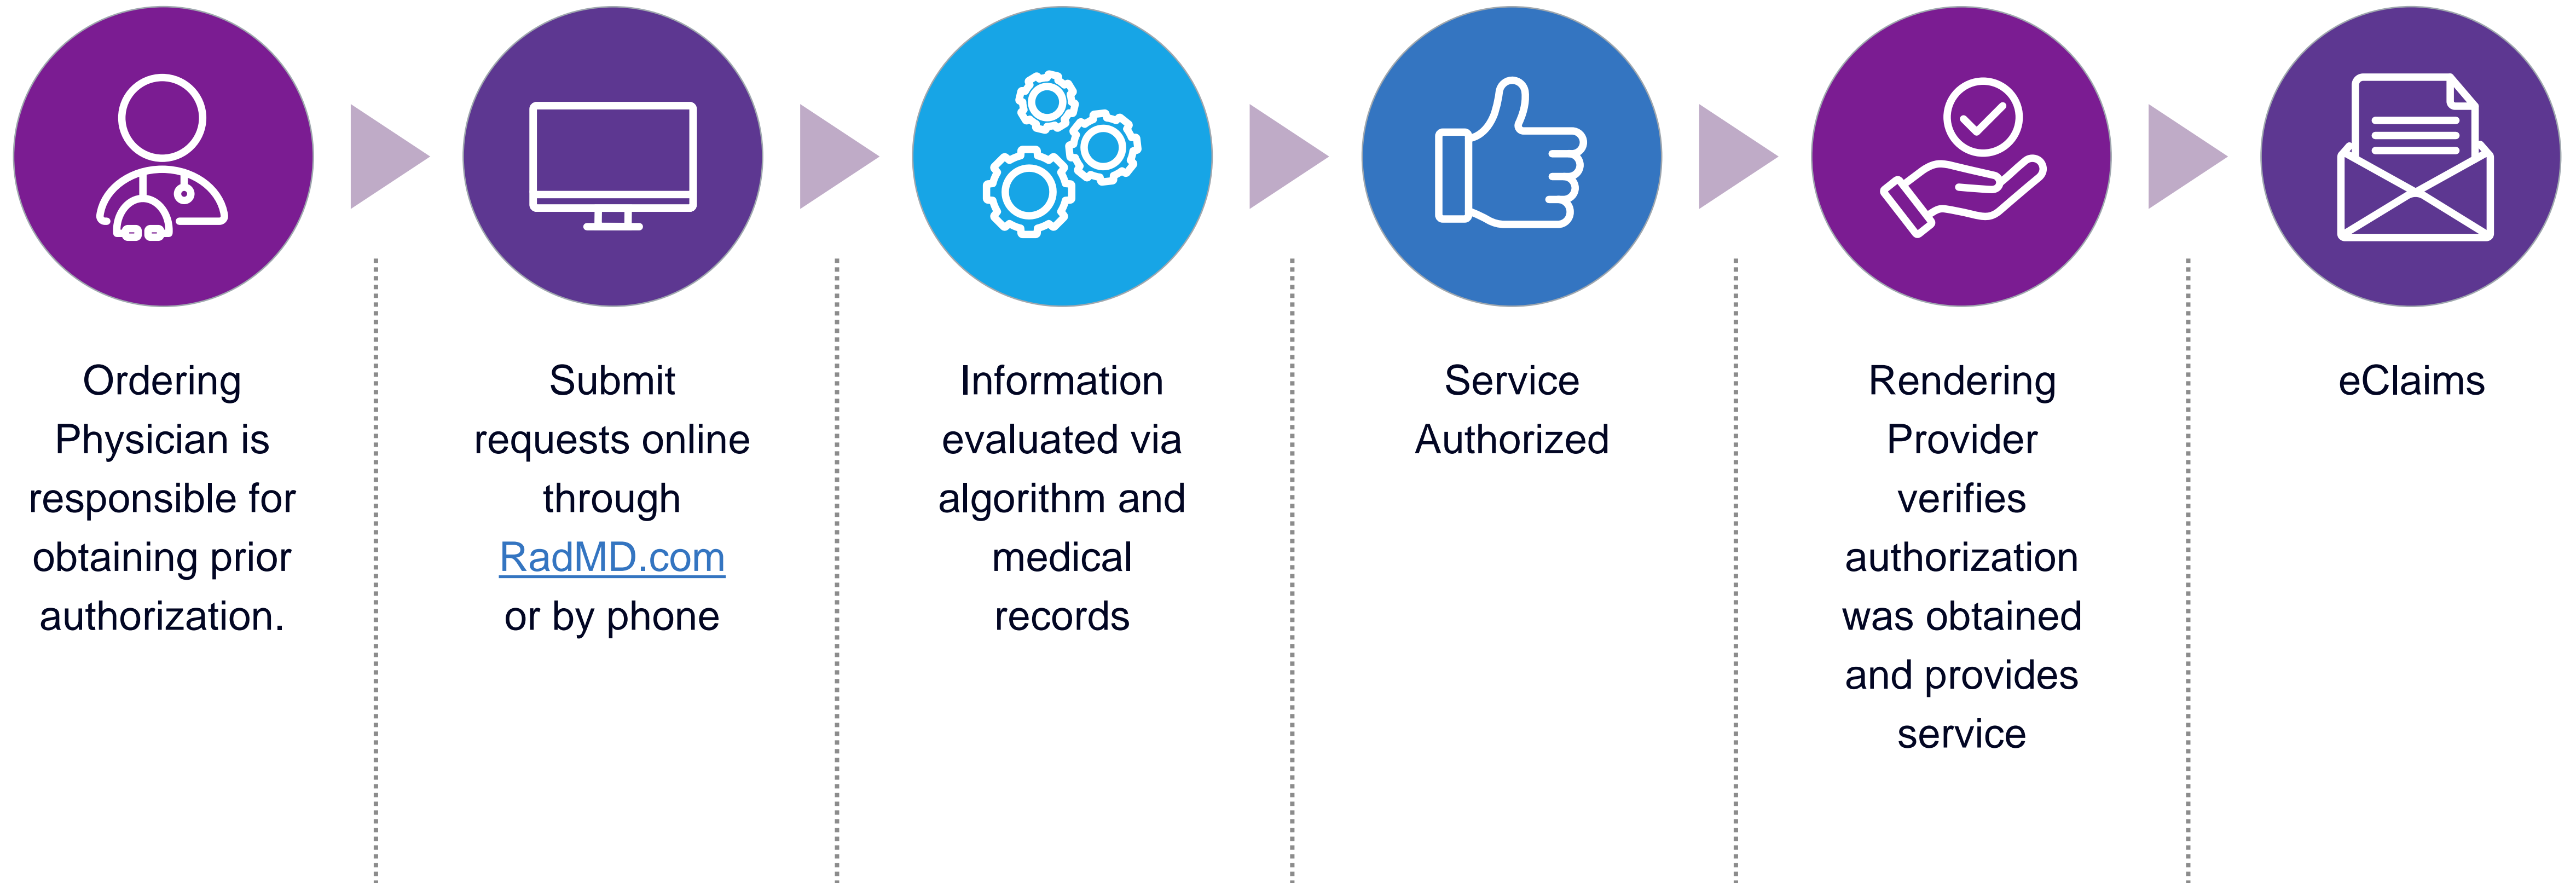 Ordering
Physician is
responsible for
obtaining prior
authorization.
Submit
requests online
through
RadMD.com
or by phone
Information
evaluated via
algorithm and
medical
records
Service
Authorized
Rendering
Provider
verifies
authorization
was obtained
and provides
service
eClaims